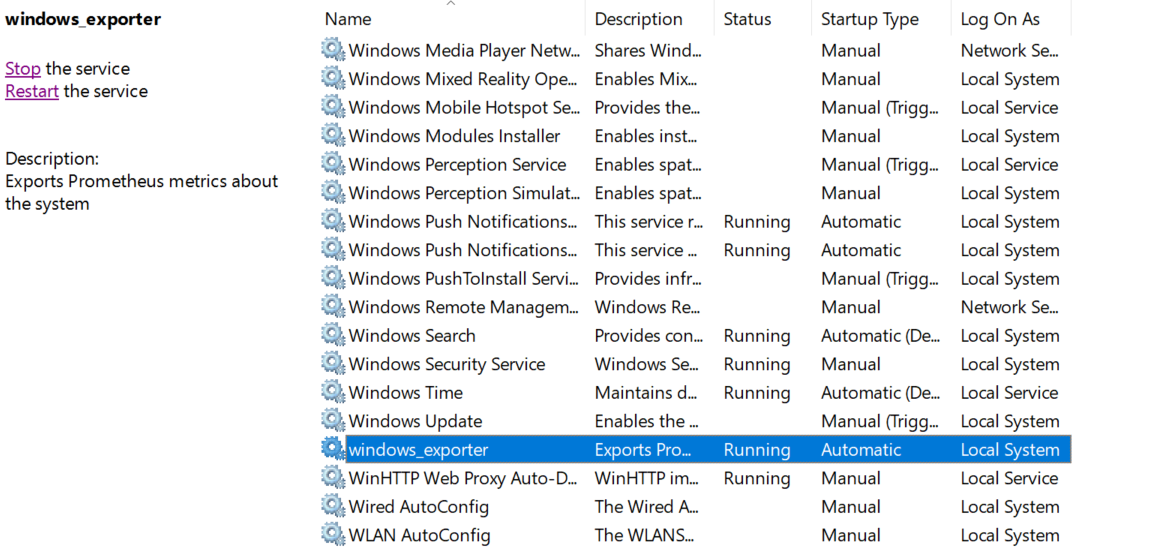 windows_exporter
Stop the service
Restart the service
Description:
Exports Prometheus metrics about
the system
Name Description Status Startup Type Log On As
Windows Media Player Netw... Shares Wind... Manual Network Se...
Windows Mixed Reality Ope... Enables Mix... Manual Local System
Windows Mobile Hotspot Se... Provides the... Manual (Trigg... Local Service
Windows Modules Installer Enables inst... Manual Local System
Windows Perception Service Enables spat... Manual (Trigg... Local Service
Windows Perception Simulat... Enables spat... Manual Local System
Windows Push Notifications... This service r... Running Automatic Local System
Windows Push Notifications... This service ... Running Automatic Local System
Windows PushToInstall Servi... Provides infr... Manual (Trigg... Local System
Windows Remote Managem... Windows Re... Manual Network Se...
Windows Search Provides con... Running Automatic (De... Local System
Windows Security Service Windows Se... Running Manual Local System
Windows Time Maintains d... Running Automatic (De... Local Service
Windows Update Enables the ... Manual (Trigg... Local System
windows_exporter Exports Pro... Running Automatic Local System
WinHTTP Web Proxy Auto-D... WinHTTP im... Running Manual Local Service
Wired AutoConfig The Wired A... Manual Local System
WLAN AutoConfig The WLANS... Manual Local System